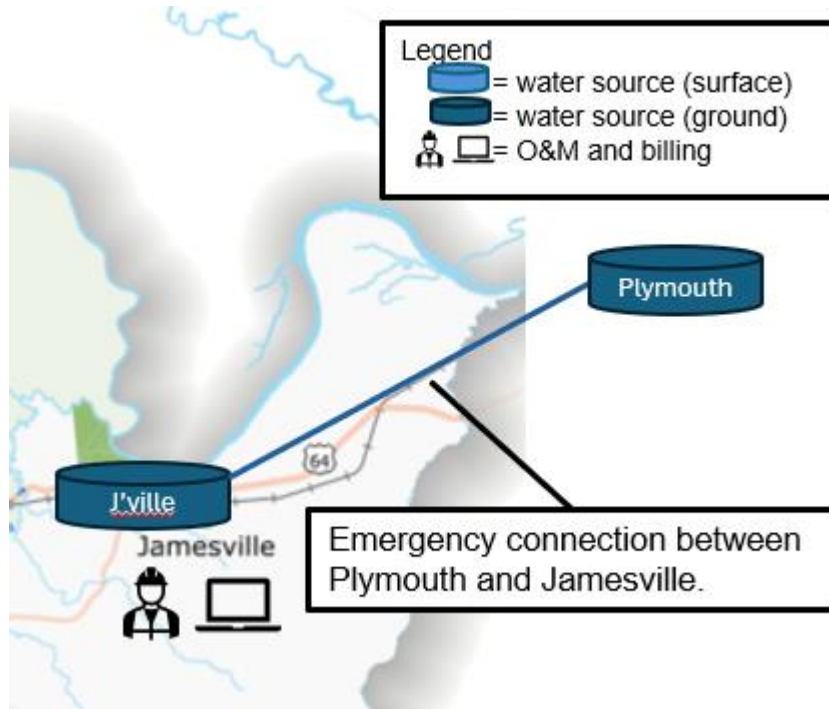 Legend
= water source (surface)
= water source (ground)
= O&M and billing
Plymouth
64
J'ville
Jamesville
Emergency connection between
Plymouth and Jamesville.